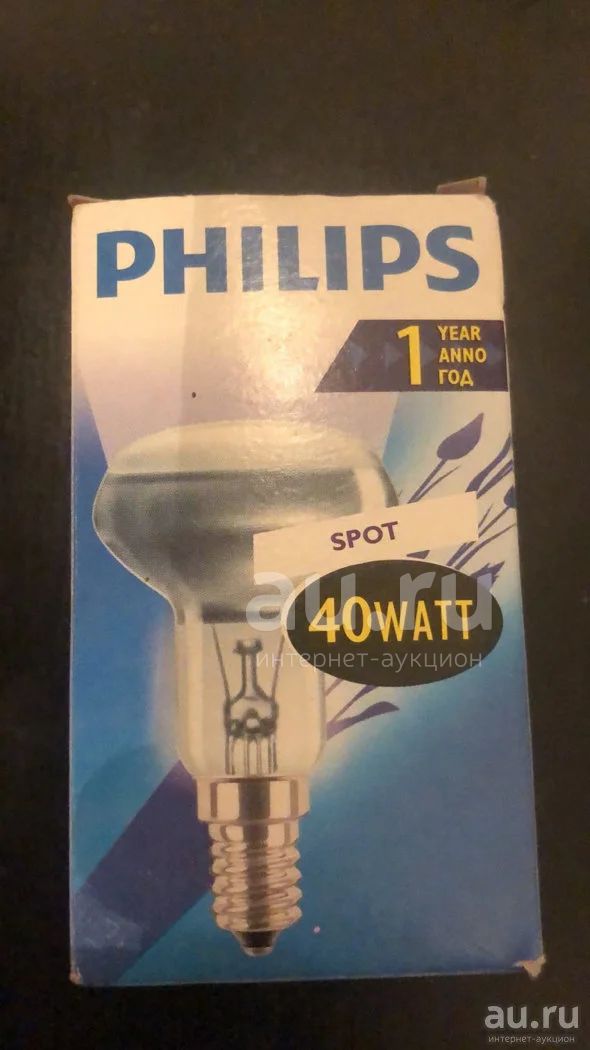 PHILIPS
1 YEAR
ANNO
ГОД
SPOT
au.ru
40WATT
интернет-аукцион
au.ru
интернет-аукцион